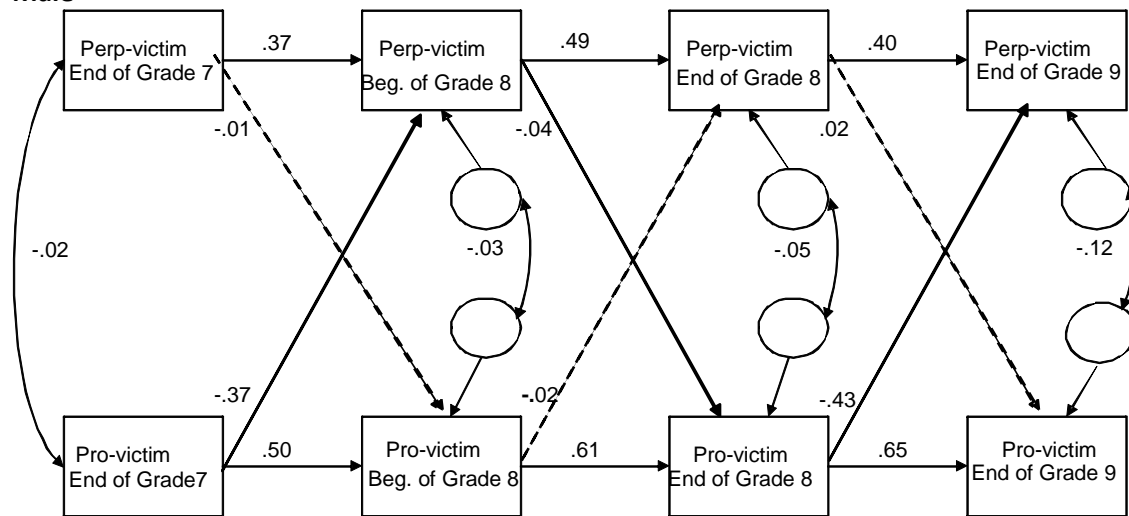 .37
.49
.40
Perp-victim
End of Grade 7
Perp-victim
Beg. of Grade 8
Perp-victim
End of Grade 8
Perp-victim
End of Grade 9
-.01
-.04
.02
-.02
-.03
-.05
-.12
-.37
-.02
-.43
Pro-victim
End of Grade7
.50
Pro-victim
Beg. of Grade 8
.61
Pro-victim
End of Grade 8
.65
Pro-victim
End of Grade 9